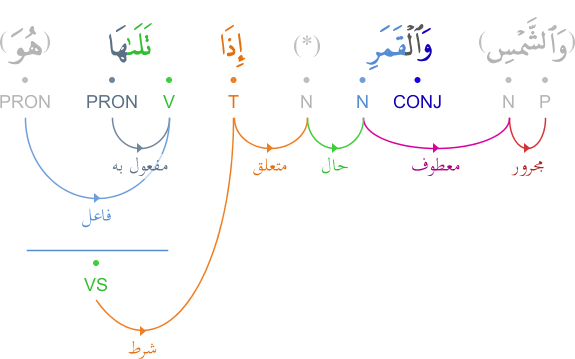 (وَٱلشَّمْسِ) وَٱلْقَمَرِ (*) إِذَا تَلَىٰهَا (هُوَ)
PRON PRON V T N N CONJ N P
مفعول به متعلق حال معطوف مجرور
فاعل
VS
شرط